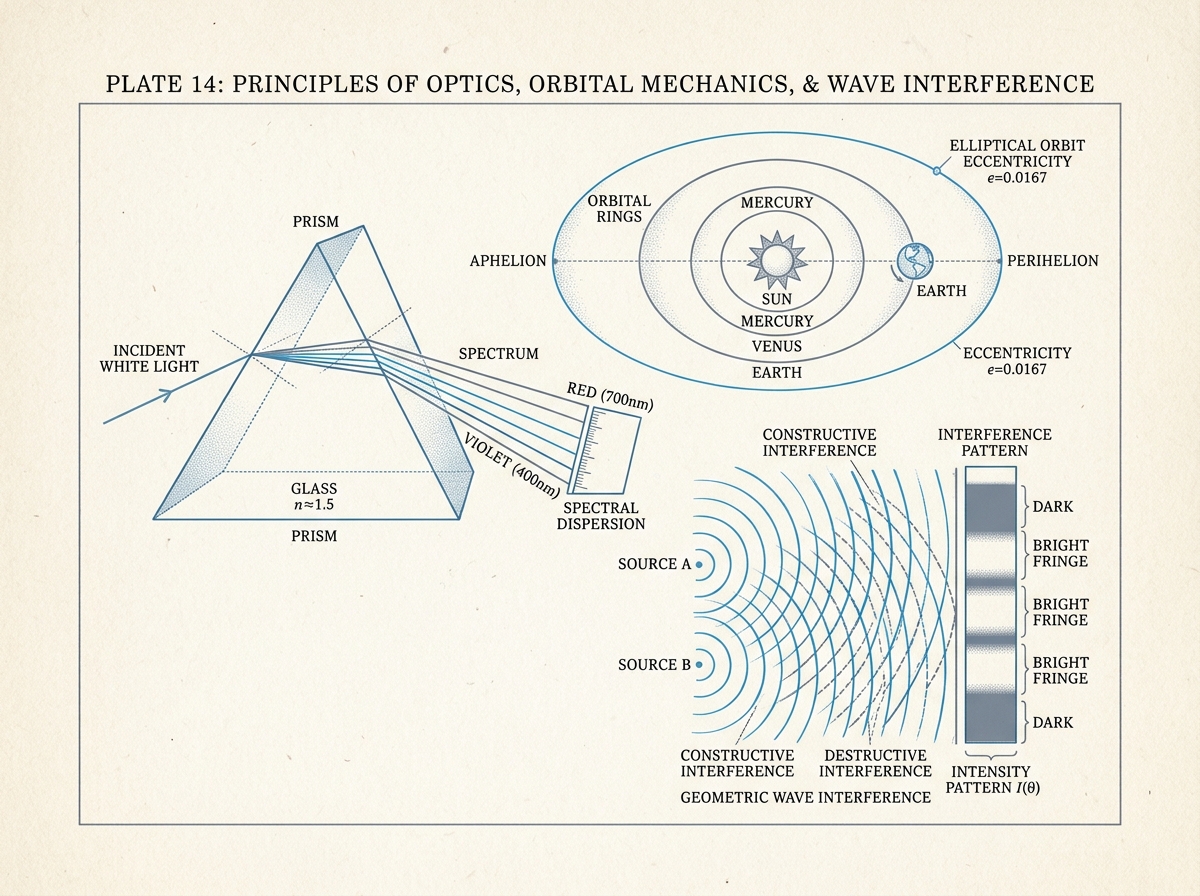 PLATE 14: PRINCIPLES OF OPTICS, ORBITAL MECHANICS, & WAVE INTERFERENCE
PRISM
INCIDENT
WHITE LIGHT
SPECTRUM
RED (700nm)
VIOLET (400nm)
SPECTRAL
DISPERSION
GLASS
n≈1.5
PRISM
ELLIPTICAL ORBIT
ECCENTRICITY
e=0.0167
ORBITAL
RINGS
MERCURY
APHELION
PERIHELION
SUN
EARTH
MERCURY
VENUS
EARTH
ECCENTRICITY
e=0.0167
CONSTRUCTIVE
INTERFERENCE
INTERFERENCE
PATTERN
DARK
BRIGHT
FRINGE
SOURCE A
BRIGHT
FRINGE
SOURCE B
BRIGHT
FRINGE
DARK
CONSTRUCTIVE
INTERFERENCE
DESTRUCTIVE
INTERFERENCE
INTENSITY
PATTERN I(θ)
GEOMETRIC WAVE INTERFERENCE